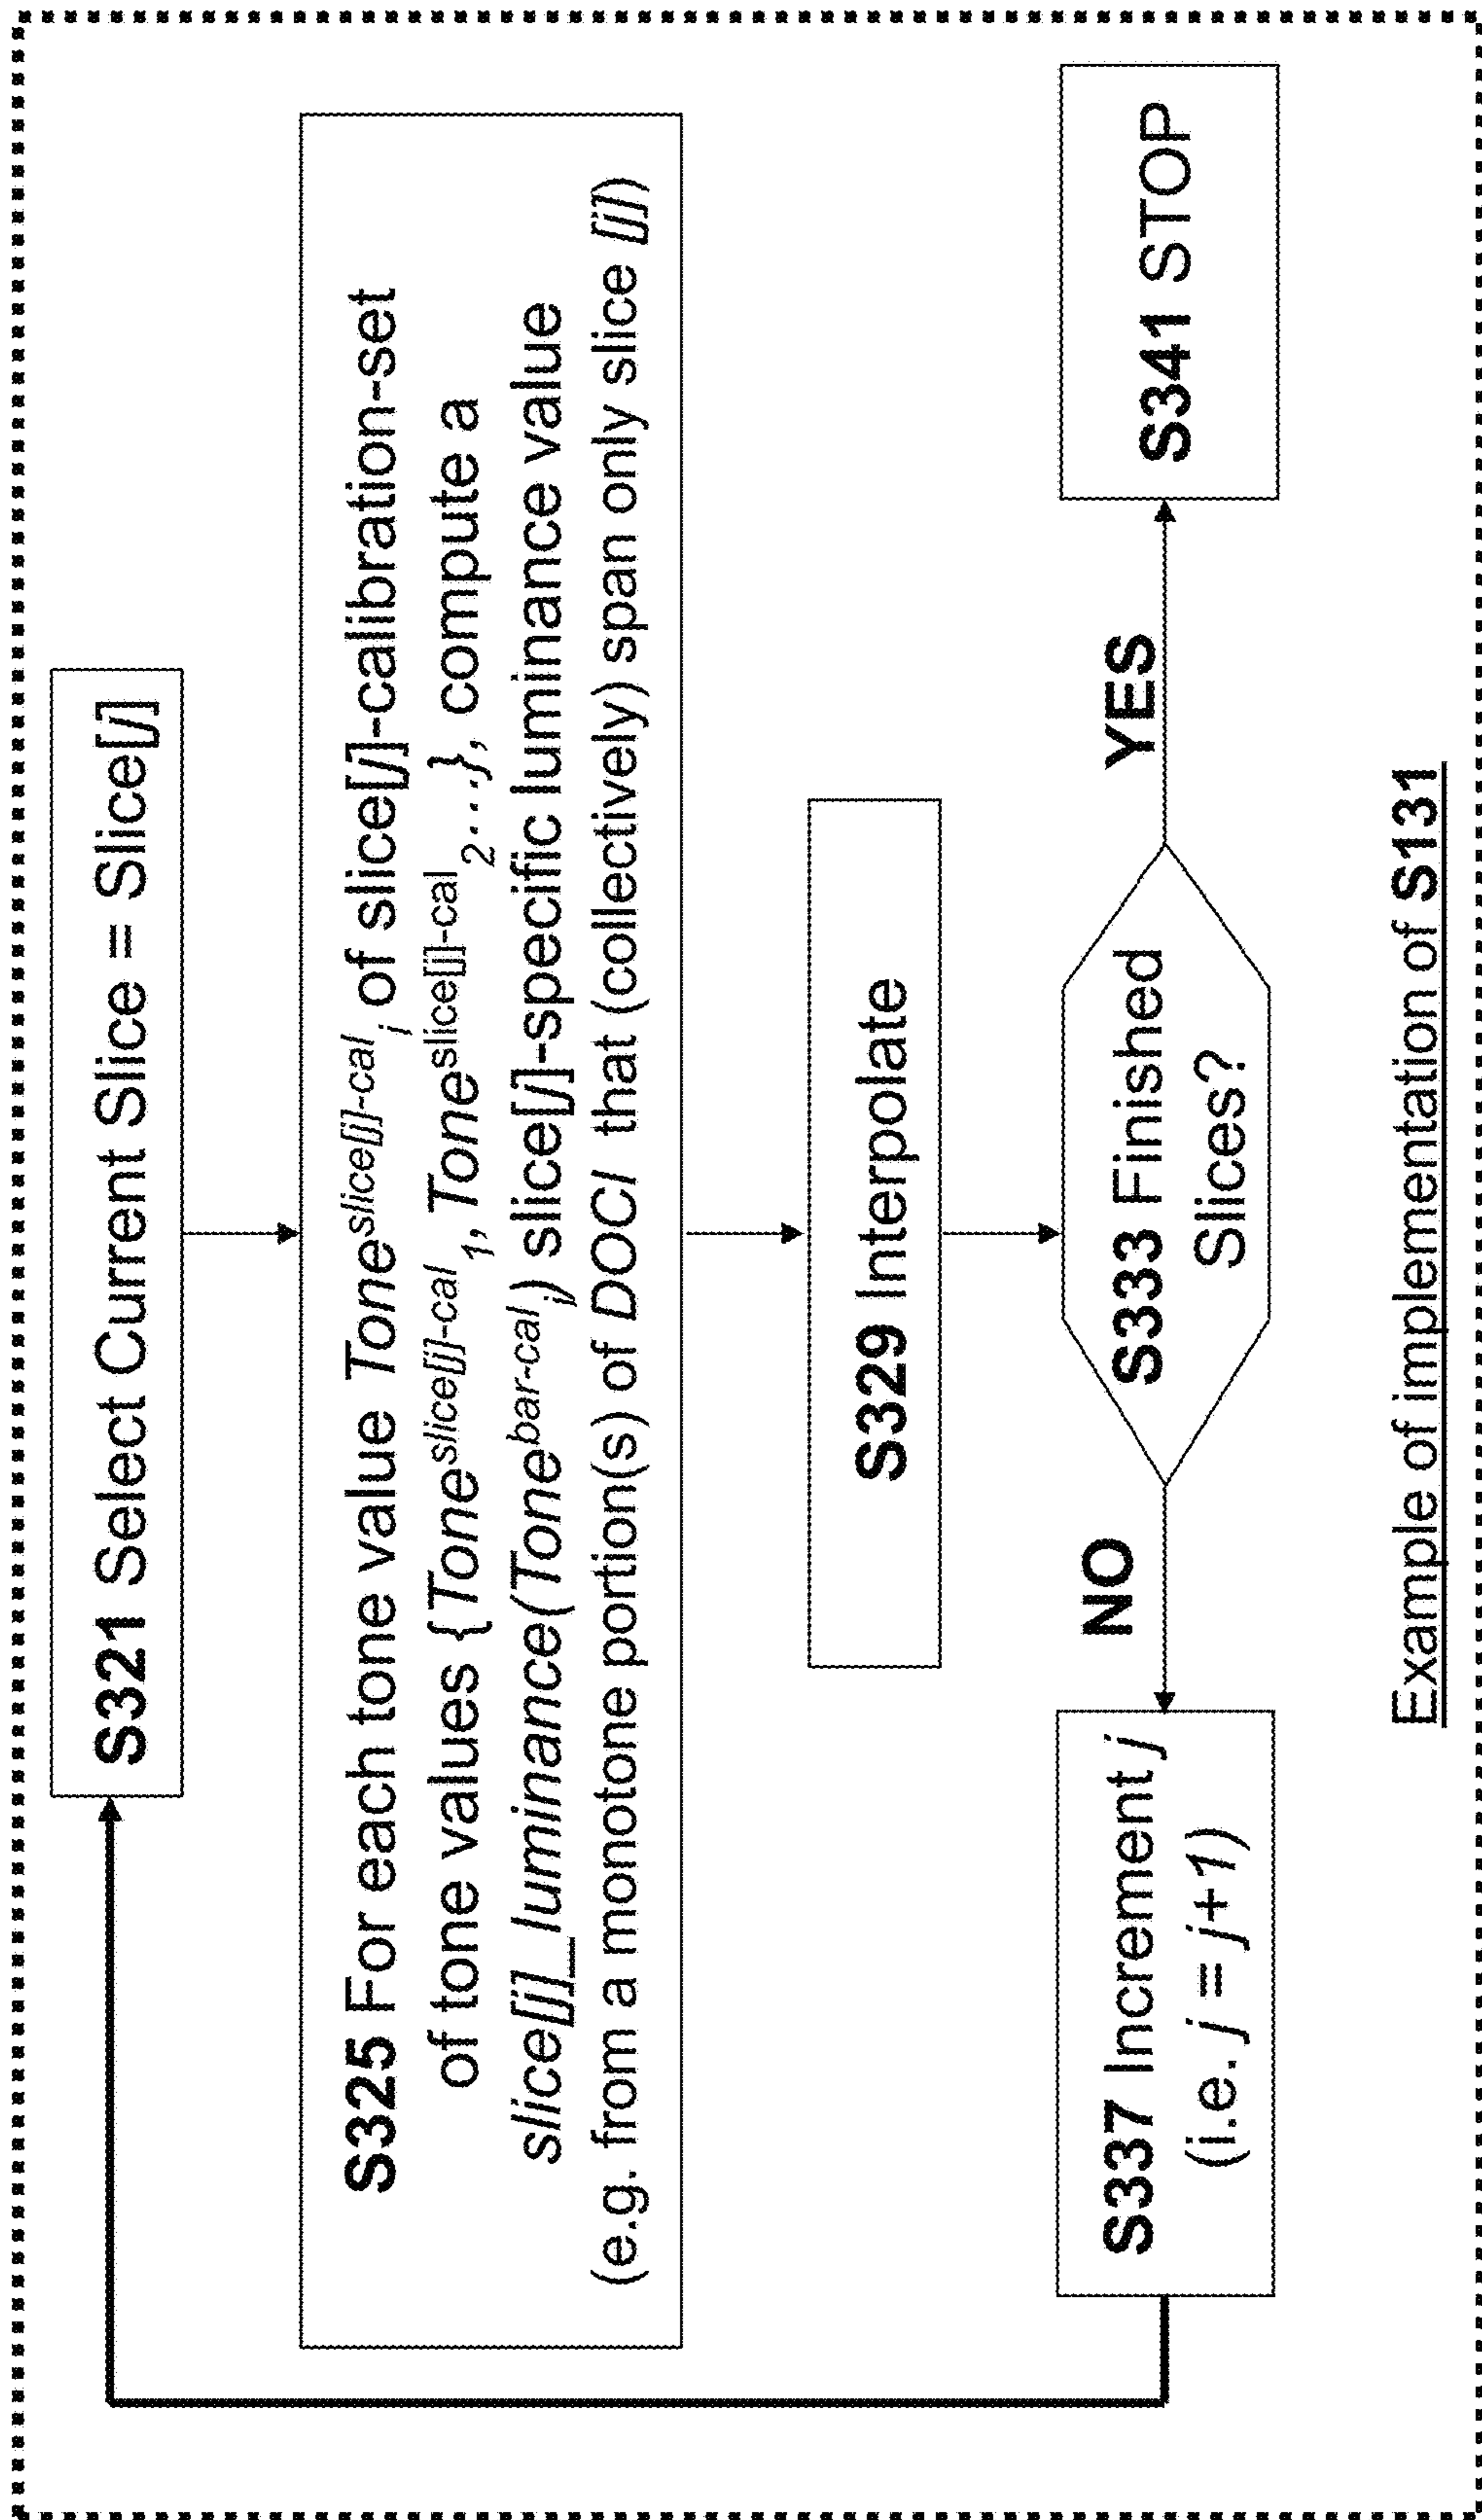 S321 Select Current Slice = Slice[j]
S325 For each tone value Tone^slice[j]-cal_i of slice[j]-calibration-set
of tone values {Tone^slice[j]-cal_1, Tone^slice[j]-cal_2...}, compute a
slice[j]_luminance(Tone^bar-cal_i) slice[j]-specific luminance value
(e.g. from a monotone portion(s) of DOCI that (collectively) span only slice [j])
S329 Interpolate
S333 Finished
Slices?
NO
YES
S337 Increment j
(i.e. j = j+1)
S341 STOP
Example of implementation of S131